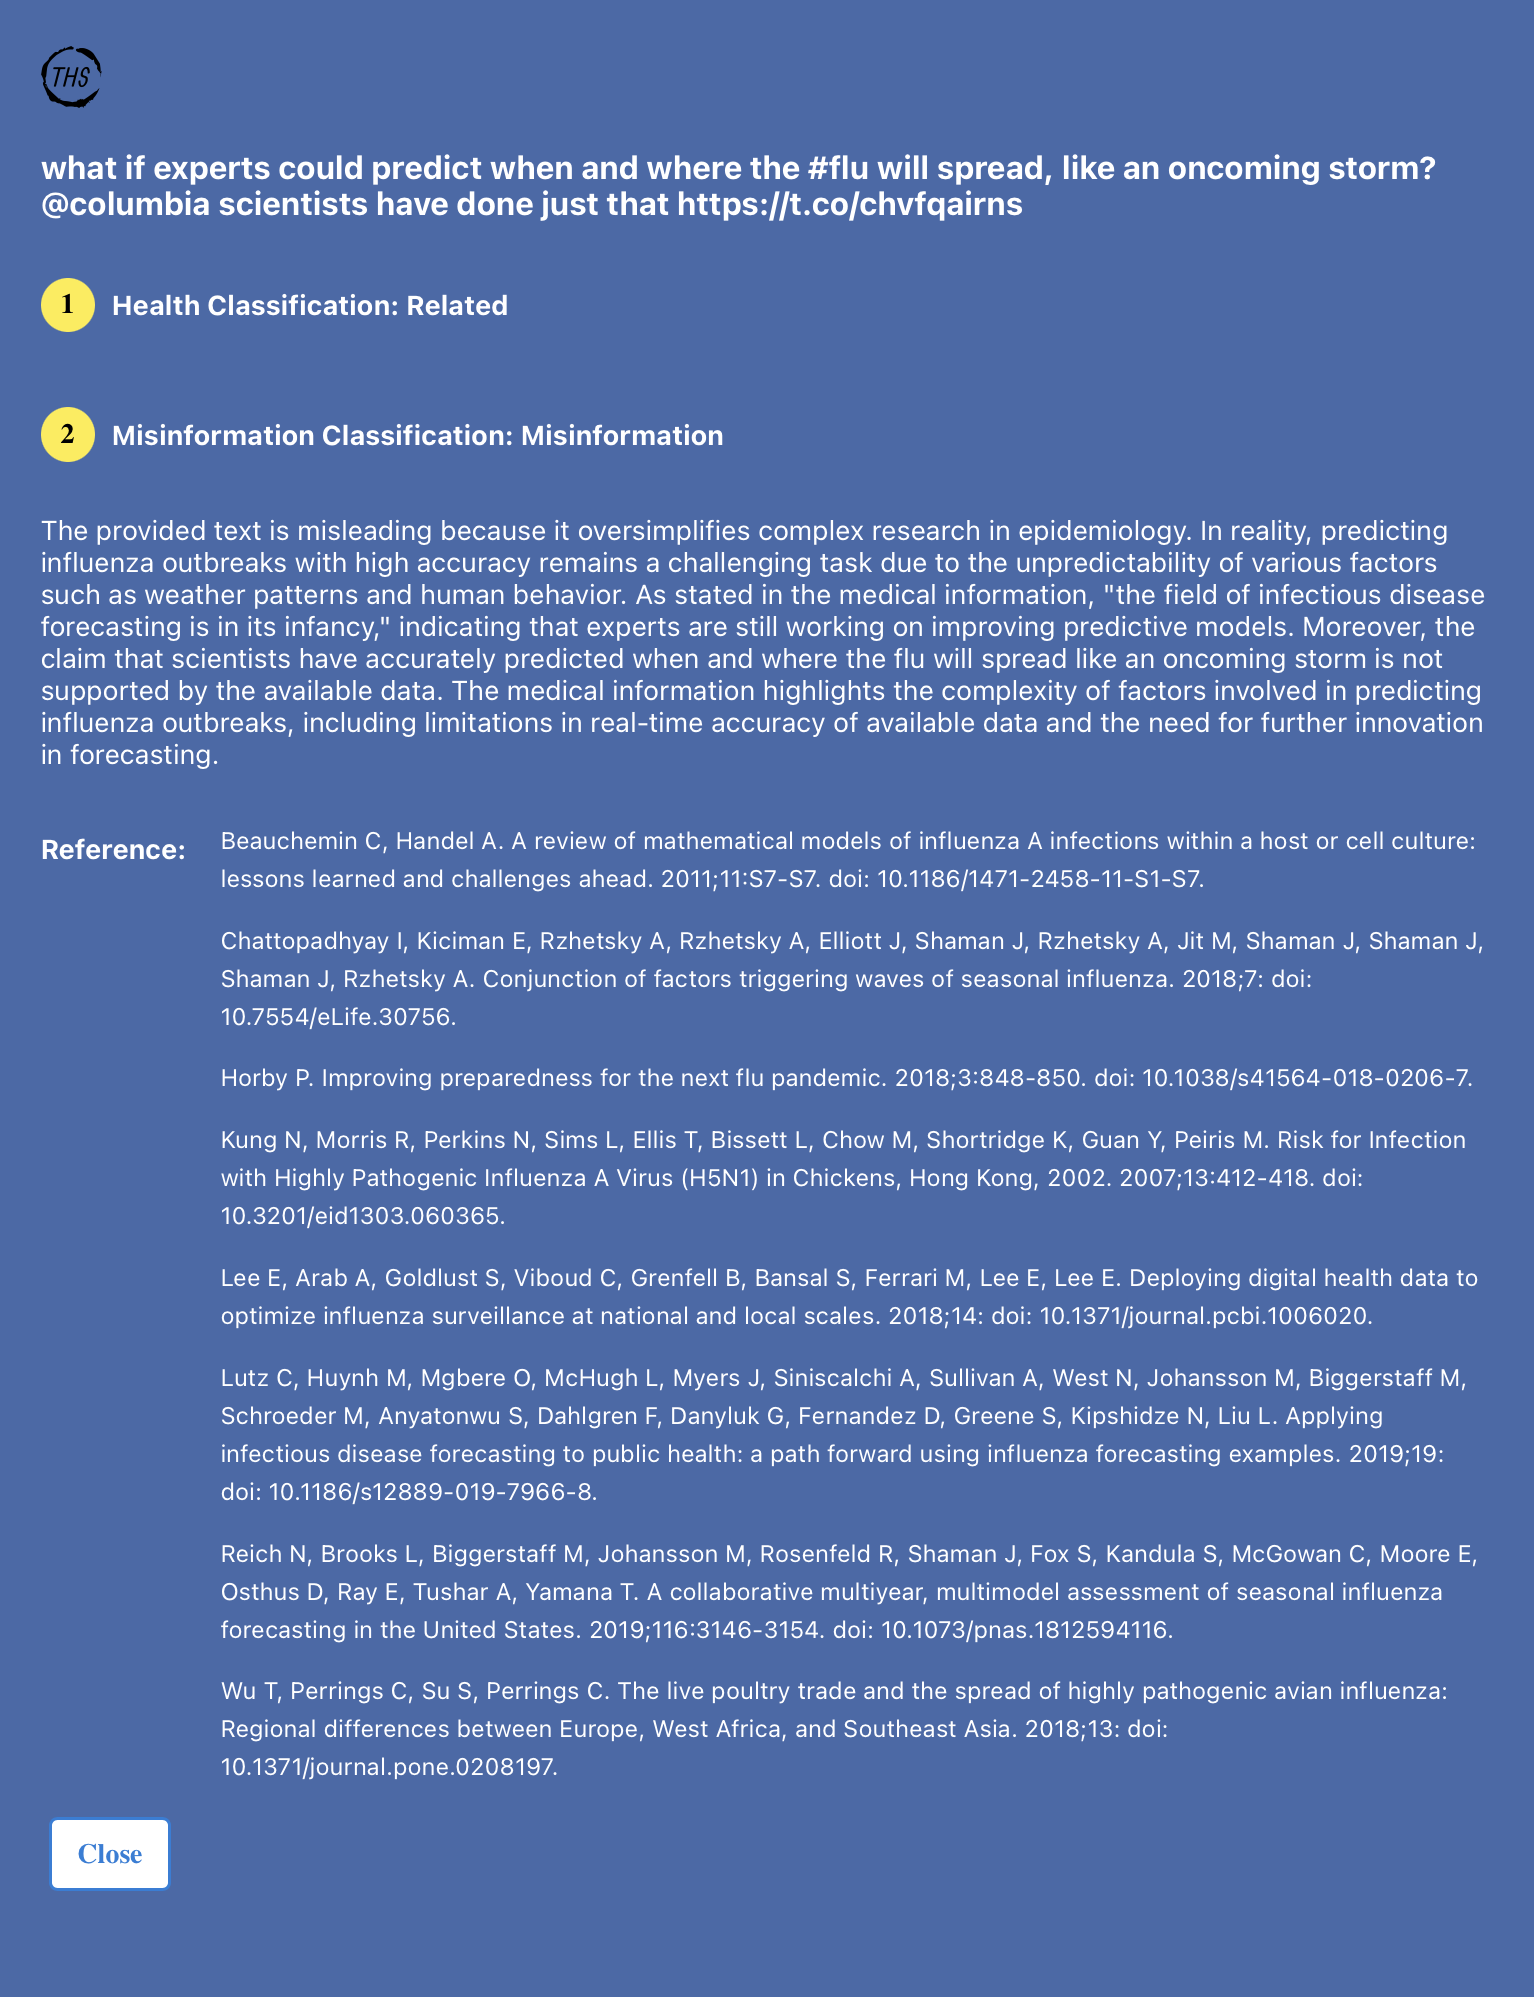 THS
what if experts could predict when and where the #flu will spread, like an oncoming storm?
@columbia scientists have done just that https://t.co/chvfqairns
1 Health Classification: Related
2 Misinformation Classification: Misinformation
The provided text is misleading because it oversimplifies complex research in epidemiology. In reality, predicting
influenza outbreaks with high accuracy remains a challenging task due to the unpredictability of various factors
such as weather patterns and human behavior. As stated in the medical information, "the field of infectious disease
forecasting is in its infancy," indicating that experts are still working on improving predictive models. Moreover, the
claim that scientists have accurately predicted when and where the flu will spread like an oncoming storm is not
supported by the available data. The medical information highlights the complexity of factors involved in predicting
influenza outbreaks, including limitations in real-time accuracy of available data and the need for further innovation
in forecasting.
Reference:
Beauchemin C, Handel A. A review of mathematical models of influenza A infections within a host or cell culture:
lessons learned and challenges ahead. 2011;11:S7-S7. doi: 10.1186/1471-2458-11-S1-S7.
Chattopadhyay I, Kiciman E, Rzhetsky A, Rzhetsky A, Elliott J, Shaman J, Rzhetsky A, Jit M, Shaman J, Shaman J,
Shaman J, Rzhetsky A. Conjunction of factors triggering waves of seasonal influenza. 2018;7: doi:
10.7554/eLife.30756.
Horby P. Improving preparedness for the next flu pandemic. 2018;3:848-850. doi: 10.1038/s41564-018-0206-7.
Kung N, Morris R, Perkins N, Sims L, Ellis T, Bissett L, Chow M, Shortridge K, Guan Y, Peiris M. Risk for Infection
with Highly Pathogenic Influenza A Virus (H5N1) in Chickens, Hong Kong, 2002. 2007;13:412-418. doi:
10.3201/eid1303.060365.
Lee E, Arab A, Goldlust S, Viboud C, Grenfell B, Bansal S, Ferrari M, Lee E, Lee E. Deploying digital health data to
optimize influenza surveillance at national and local scales. 2018;14: doi: 10.1371/journal.pcbi.1006020.
Lutz C, Huynh M, Mgbere O, McHugh L, Myers J, Siniscalchi A, Sullivan A, West N, Johansson M, Biggerstaff M,
Schroeder M, Anyatonwu S, Dahlgren F, Danyluk G, Fernandez D, Greene S, Kipshidze N, Liu L. Applying
infectious disease forecasting to public health: a path forward using influenza forecasting examples. 2019;19:
doi: 10.1186/s12889-019-7966-8.
Reich N, Brooks L, Biggerstaff M, Johansson M, Rosenfeld R, Shaman J, Fox S, Kandula S, McGowan C, Moore E,
Osthus D, Ray E, Tushar A, Yamana T. A collaborative multiyear, multimodel assessment of seasonal influenza
forecasting in the United States. 2019;116:3146-3154. doi: 10.1073/pnas.1812594116.
Wu T, Perrings C, Su S, Perrings C. The live poultry trade and the spread of highly pathogenic avian influenza:
Regional differences between Europe, West Africa, and Southeast Asia. 2018;13: doi:
10.1371/journal.pone.0208197.
Close